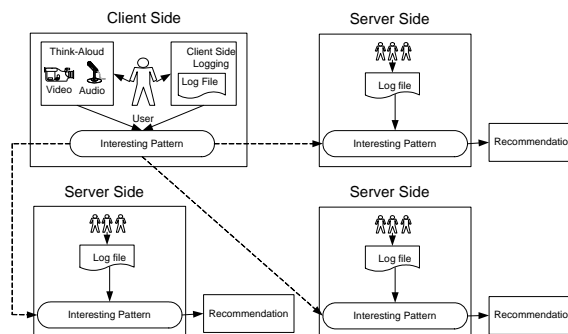 Client Side
Think-Aloud
Video
Audio
Client Side
Logging
Log File
User
Interesting Pattern
Server Side
Log file
Interesting Pattern
Recommendation
Server Side
Log file
Interesting Pattern
Recommendation
Server Side
Log file
Interesting Pattern
Recommendation